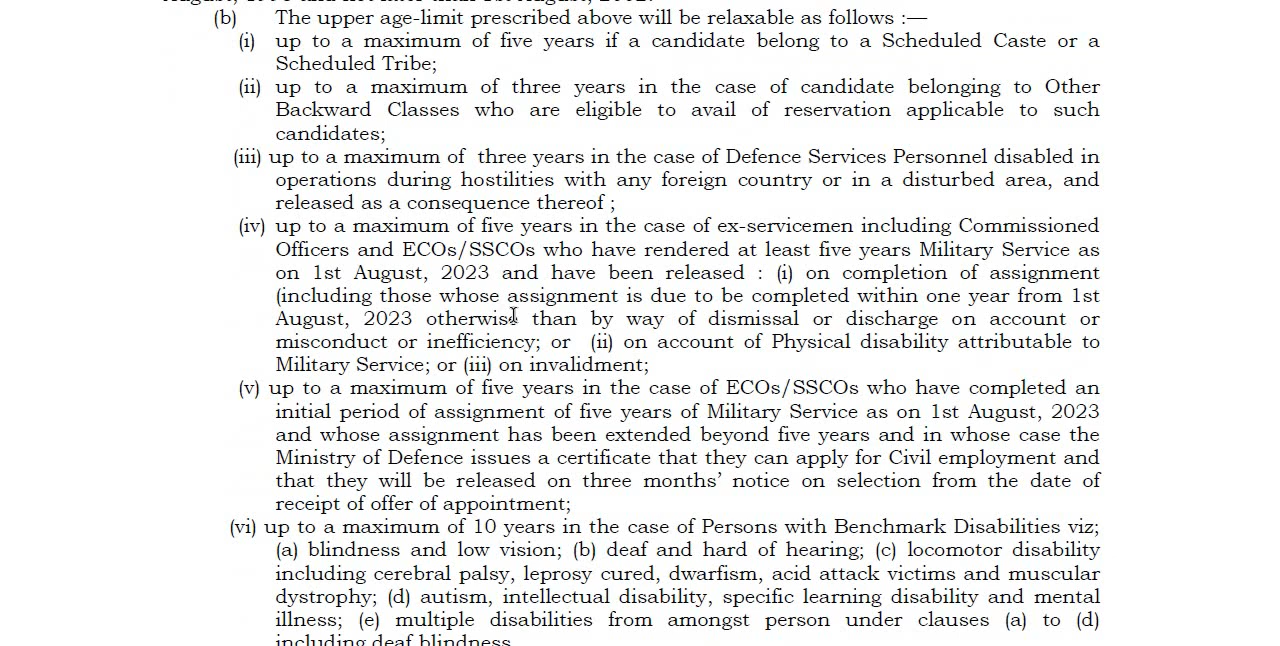 (b) The upper age-limit prescribed above will be relaxable as follows :—
(i) up to a maximum of five years if a candidate belong to a Scheduled Caste or a
Scheduled Tribe;
(ii) up to a maximum of three years in the case of candidate belonging to Other
Backward Classes who are eligible to avail of reservation applicable to such
candidates;
(iii) up to a maximum of three years in the case of Defence Services Personnel disabled in
operations during hostilities with any foreign country or in a disturbed area, and
released as a consequence thereof ;
(iv) up to a maximum of five years in the case of ex-servicemen including Commissioned
Officers and ECOs/SSCOs who have rendered at least five years Military Service as
on 1st August, 2023 and have been released : (i) on completion of assignment
(including those whose assignment is due to be completed within one year from 1st
August, 2023 otherwise than by way of dismissal or discharge on account or
misconduct or inefficiency; or (ii) on account of Physical disability attributable to
Military Service; or (iii) on invalidment;
(v) up to a maximum of five years in the case of ECOs/SSCOs who have completed an
initial period of assignment of five years of Military Service as on 1st August, 2023
and whose assignment has been extended beyond five years and in whose case the
Ministry of Defence issues a certificate that they can apply for Civil employment and
that they will be released on three months’ notice on selection from the date of
receipt of offer of appointment;
(vi) up to a maximum of 10 years in the case of Persons with Benchmark Disabilities viz;
(a) blindness and low vision; (b) deaf and hard of hearing; (c) locomotor disability
including cerebral palsy, leprosy cured, dwarfism, acid attack victims and muscular
dystrophy; (d) autism, intellectual disability, specific learning disability and mental
illness; (e) multiple disabilities from amongst person under clauses (a) to (d)
including deaf blindness